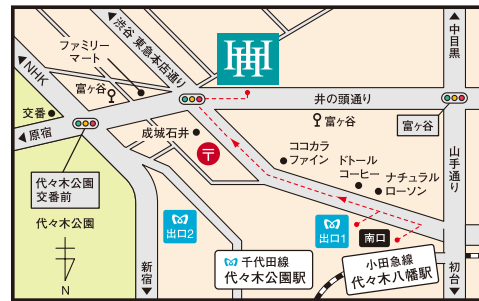 渋谷 東急本店通り
ファミリー
マート
NHK
富ヶ谷
交番
原宿
HH
中目黒
井の頭通り
富ヶ谷
富ヶ谷
成城石井
〒
ココカラ
ファイン
ドトール
コーヒー
ナチュラル
ローソン
山手通り
代々木公園
交番前
代々木公園
N
出口2
新宿
千代田線
代々木公園駅
出口1
南口
小田急線
代々木八幡駅
初台